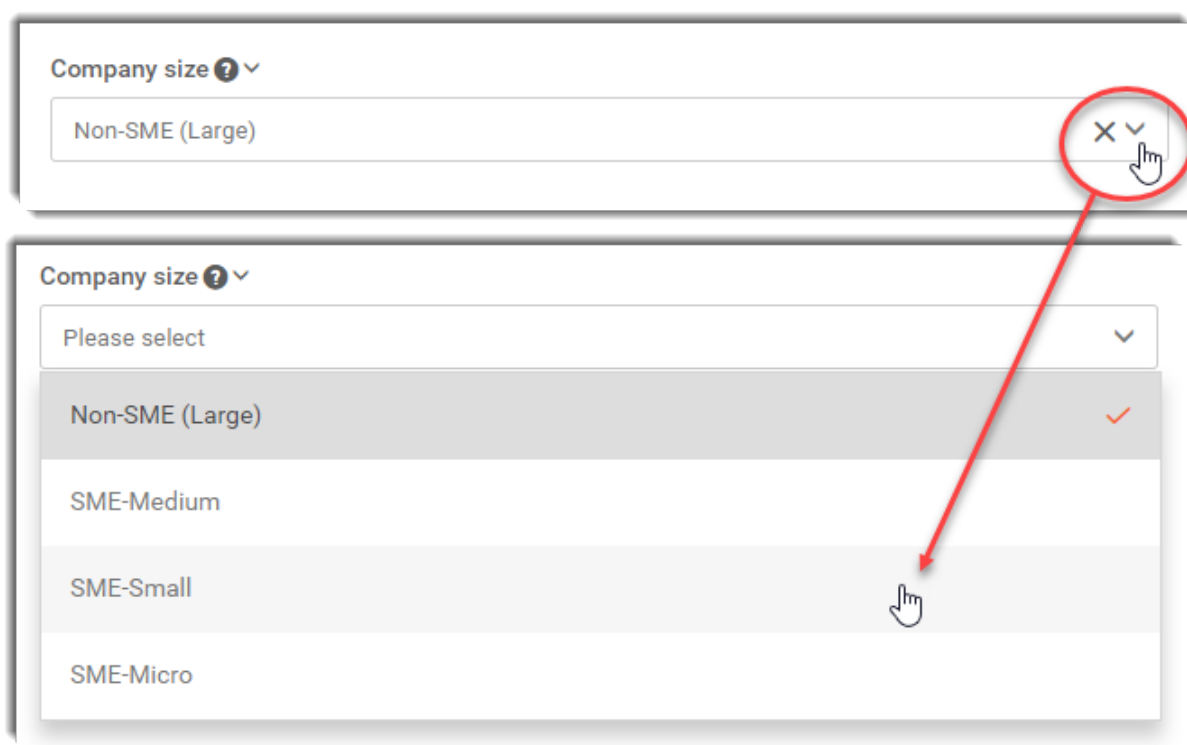 Company size ?
Non-SME (Large)
Company size ?
Please select
Non-SME (Large)
SME-Medium
SME-Small
SME-Micro